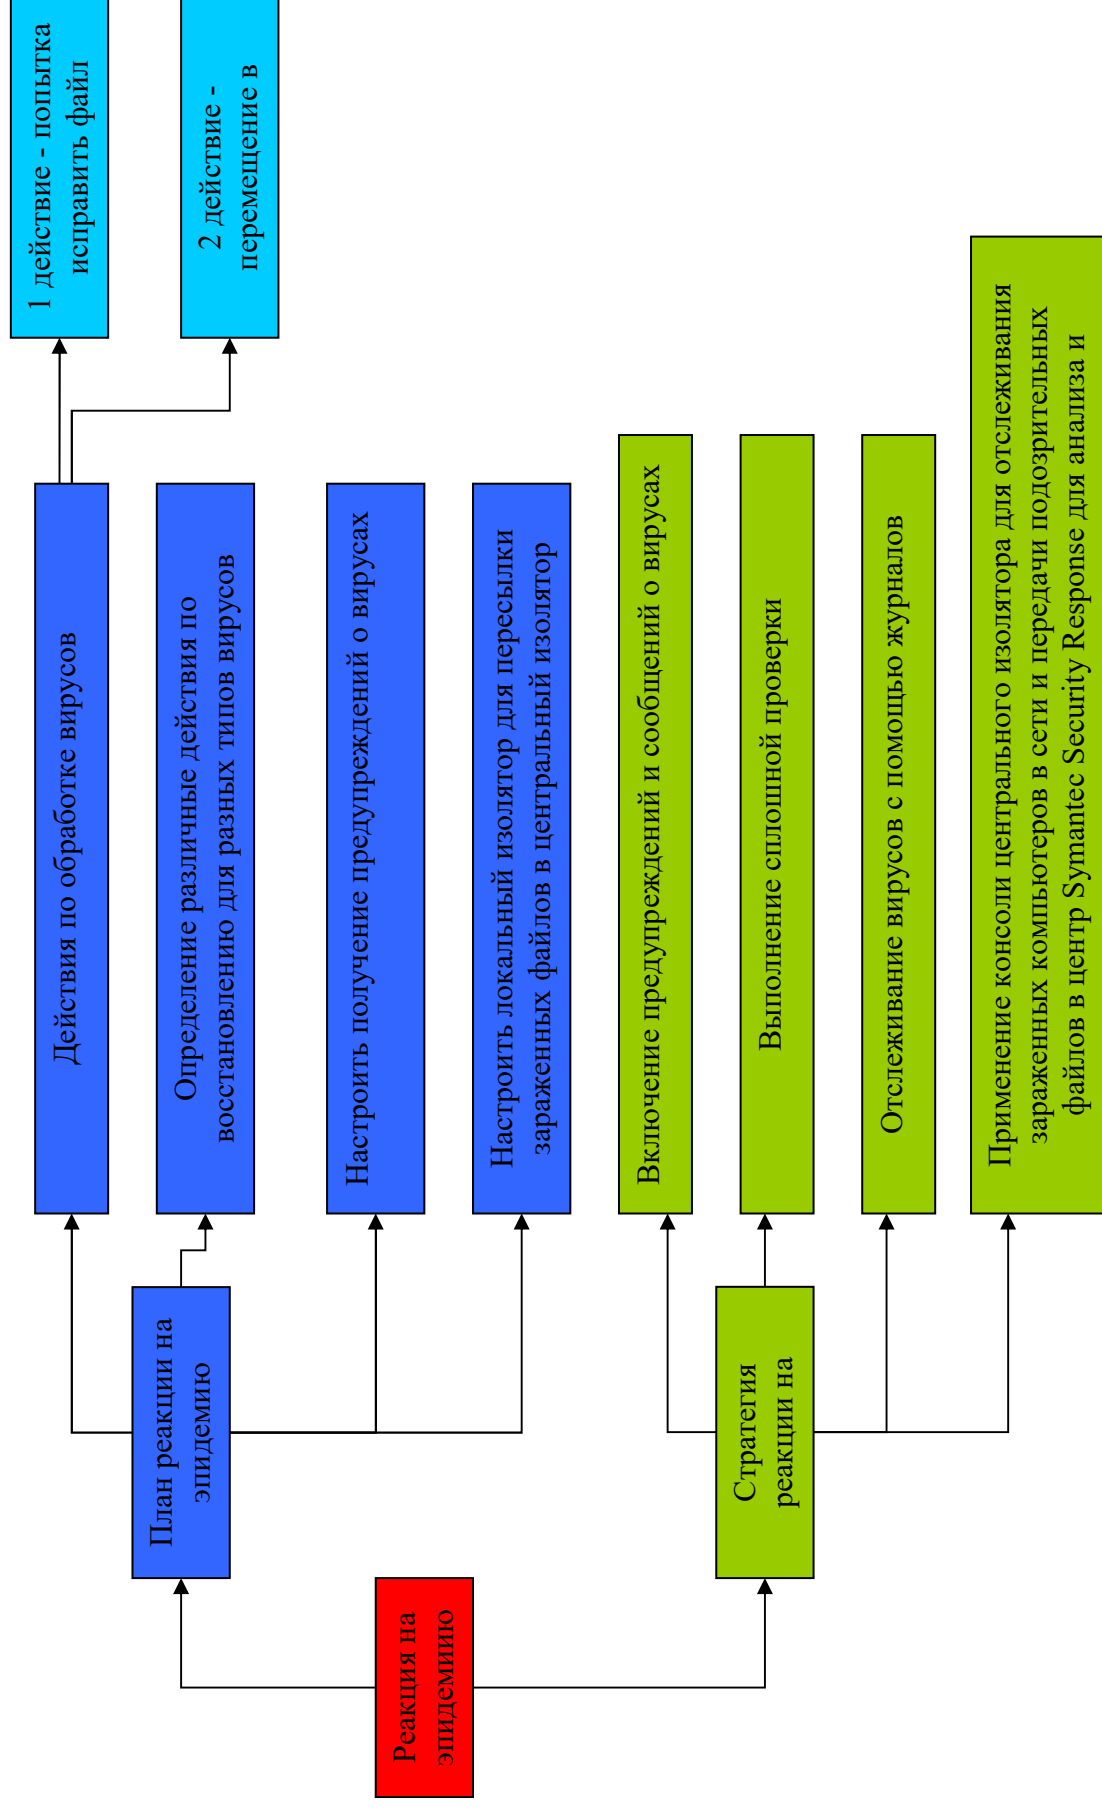 Реакция на
эпидемиию
План реакции на
эпидемию
Действия по обработке вирусов
1 действие - попытка
исправить файл
2 действие -
перемещение в
Определение различные действия по
восстановлению для разных типов вирусов
Настроить получение предупреждений о вирусах
Настроить локальный изолятор для пересылки
зараженных файлов в центральный изолятор
Стратегия
реакции на
Включение предупреждений и сообщений о вирусах
Выполнение сплошной проверки
Отслеживание вирусов с помощью журналов
Применение консоли центрального изолятора для отслеживания
зараженных компьютеров в сети и передачи подозрительных
файлов в центр Symantec Security Response для анализа и